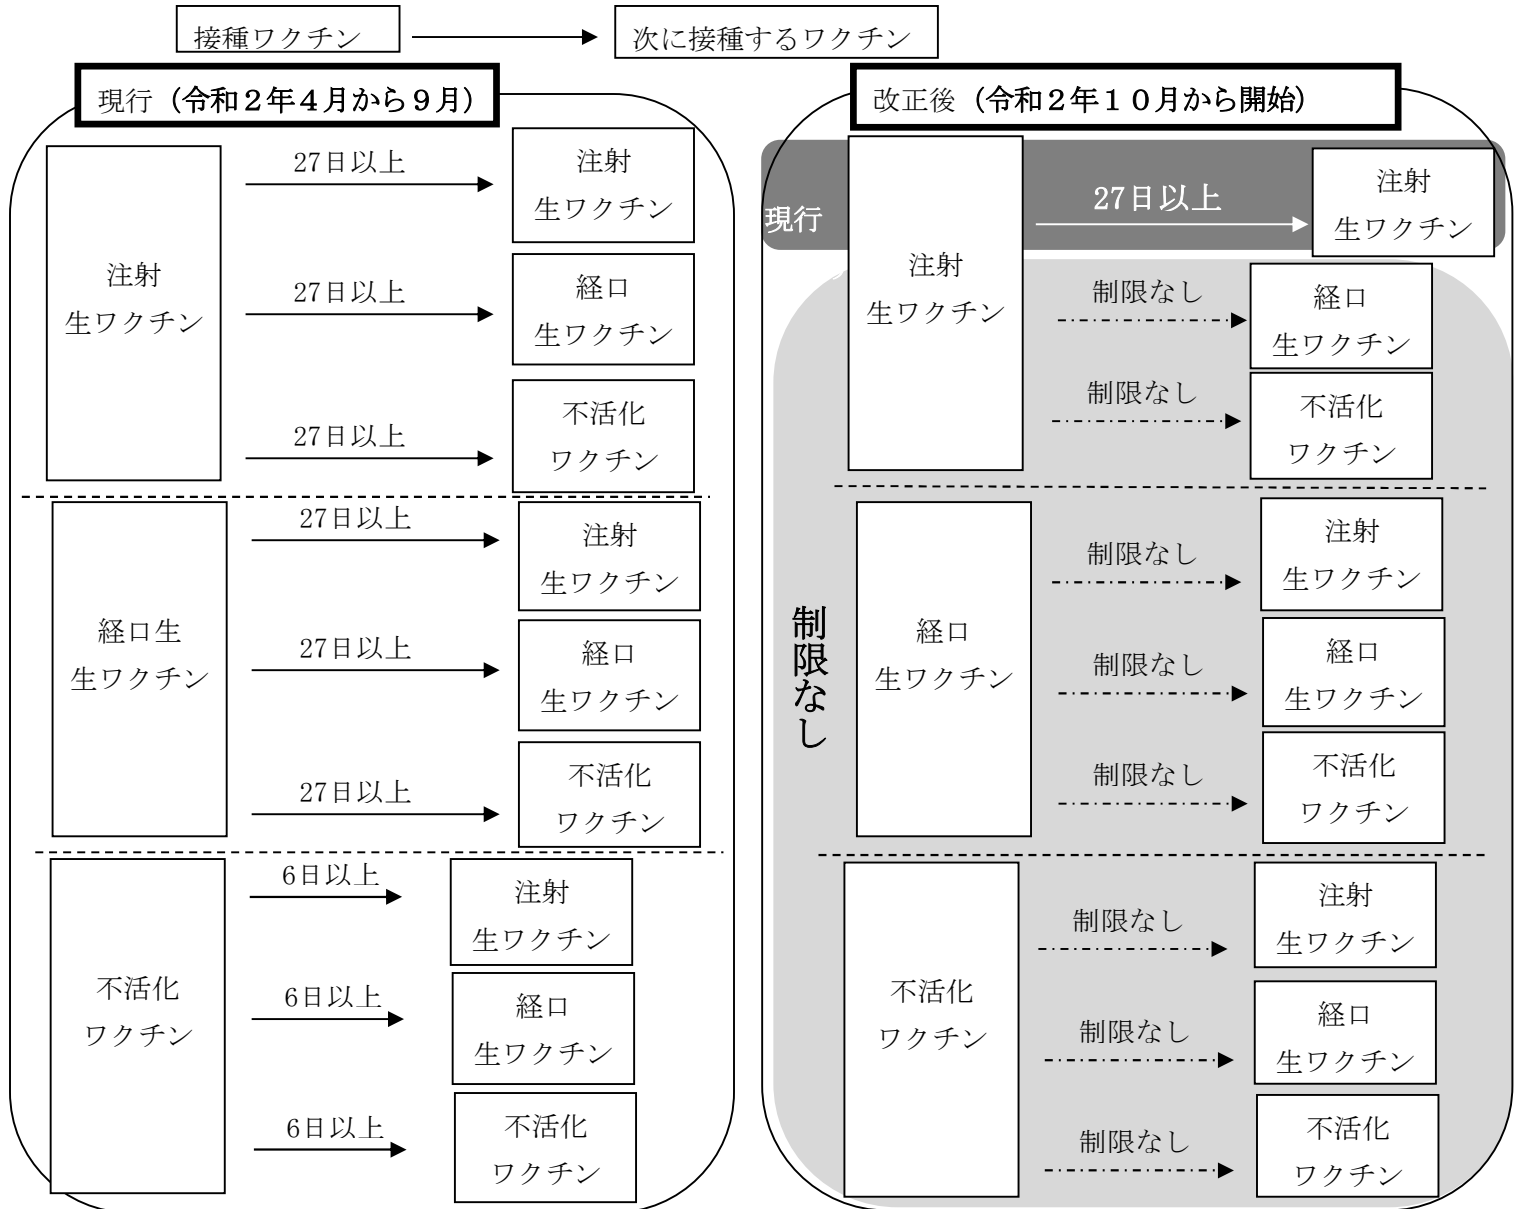 接種ワクチン
次に接種するワクチン
現行（令和２年４月から９月）
注射
生ワクチン
27日以上
注射
生ワクチン
27日以上
経口
生ワクチン
27日以上
不活化
ワクチン
経口生
生ワクチン
27日以上
注射
生ワクチン
27日以上
経口
生ワクチン
27日以上
不活化
ワクチン
不活化
ワクチン
6日以上
注射
生ワクチン
6日以上
経口
生ワクチン
6日以上
不活化
ワクチン
改正後（令和２年１０月から開始）
現行
注射
生ワクチン
27日以上
注射
生ワクチン
制限なし
経口
生ワクチン
制限なし
不活化
ワクチン
制限なし
経口
生ワクチン
制限なし
注射
生ワクチン
制限なし
経口
生ワクチン
制限なし
不活化
ワクチン
不活化
ワクチン
制限なし
注射
生ワクチン
制限なし
経口
生ワクチン
制限なし
不活化
ワクチン